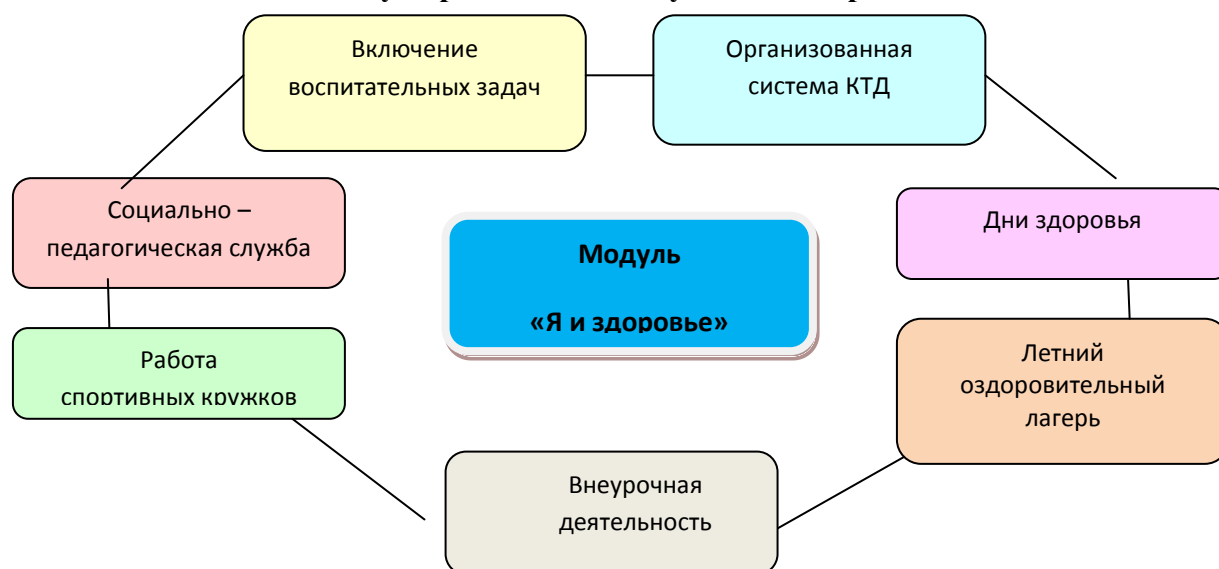 Включение
воспитательных задач
Организованная
система КТД
Социально –
педагогическая служба
Модуль
«Я и здоровье»
Дни здоровья
Работа
спортивных кружков
Летний
оздоровительный
лагерь
Внеурочная
деятельность